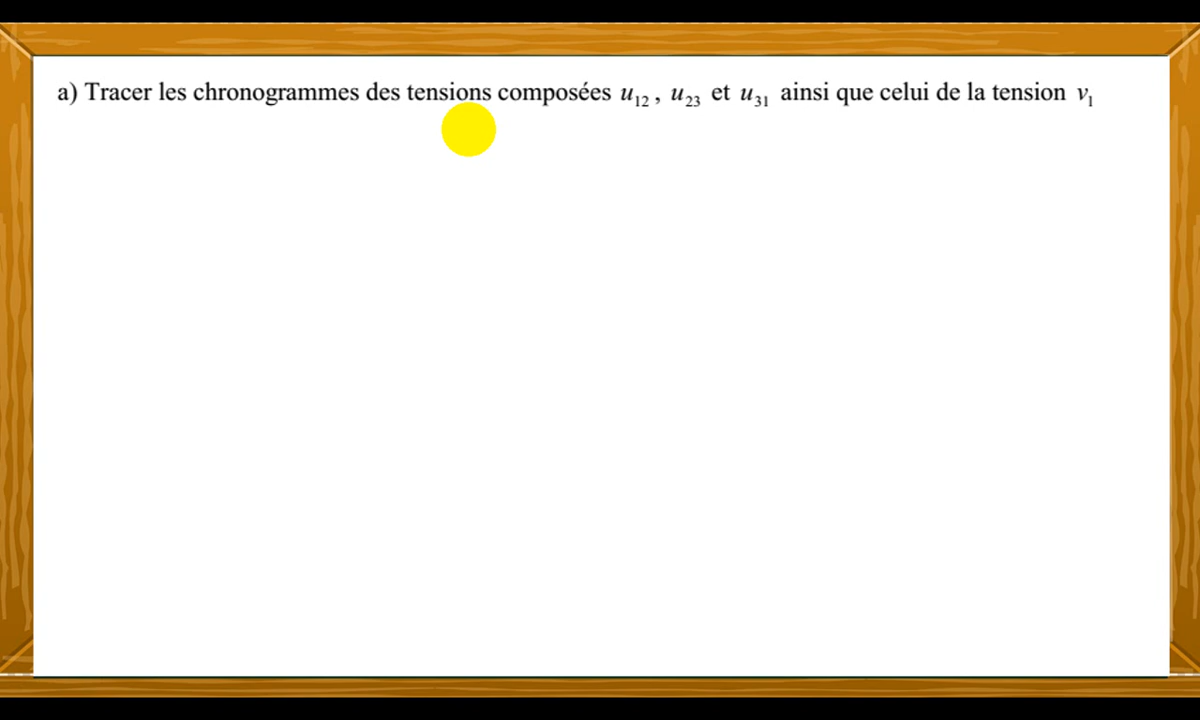 a) Tracer les chronogrammes des tensions composées u₁₂ , u₂₃ et u₃₁ ainsi que celui de la tension v₁